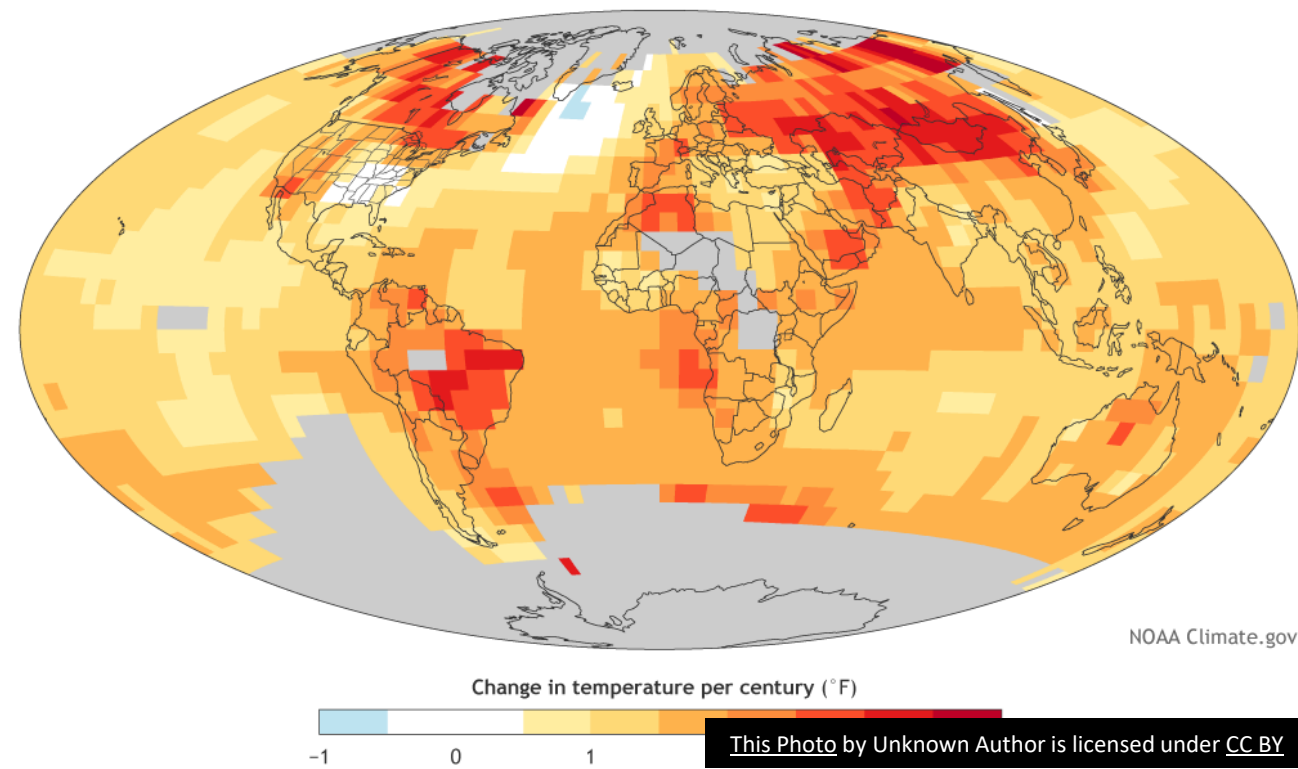 NOAA Climate.gov
Change in temperature per century (°F)
−1 0 1
This Photo by Unknown Author is licensed under CC BY